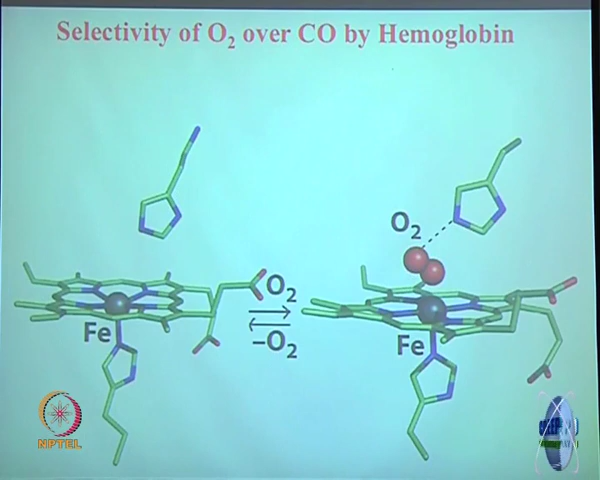 Selectivity of O₂ over CO by Hemoglobin
O₂
O₂
−O₂
Fe
Fe
NPTEL